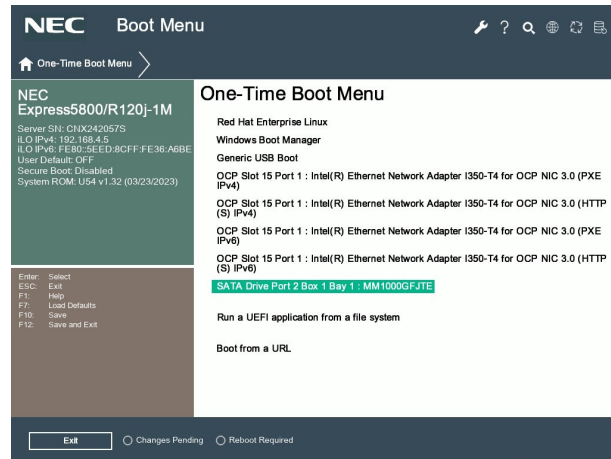 NEC Boot Menu
One-Time Boot Menu
NEC
Express5800/R120j-1M
Server SN: CNX242057S
iLO IPv4: 192.168.4.5
iLO IPv6: FE80::5EED:8CFF:FE36:A6BE
User Default: OFF
Secure Boot: Disabled
System ROM: U54 v1.32 (03/23/2023)
Enter: Select
ESC: Exit
F1: Help
F7: Load Defaults
F10: Save
F12: Save and Exit
One-Time Boot Menu
Red Hat Enterprise Linux
Windows Boot Manager
Generic USB Boot
OCP Slot 15 Port 1 : Intel(R) Ethernet Network Adapter I350-T4 for OCP NIC 3.0 (PXE
IPv4)
OCP Slot 15 Port 1 : Intel(R) Ethernet Network Adapter I350-T4 for OCP NIC 3.0 (HTTP
(S) IPv4)
OCP Slot 15 Port 1 : Intel(R) Ethernet Network Adapter I350-T4 for OCP NIC 3.0 (PXE
IPv6)
OCP Slot 15 Port 1 : Intel(R) Ethernet Network Adapter I350-T4 for OCP NIC 3.0 (HTTP
(S) IPv6)
SATA Drive Port 2 Box 1 Bay 1 : MM1000GFJTE
Run a UEFI application from a file system
Boot from a URL
Exit Changes Pending Reboot Required